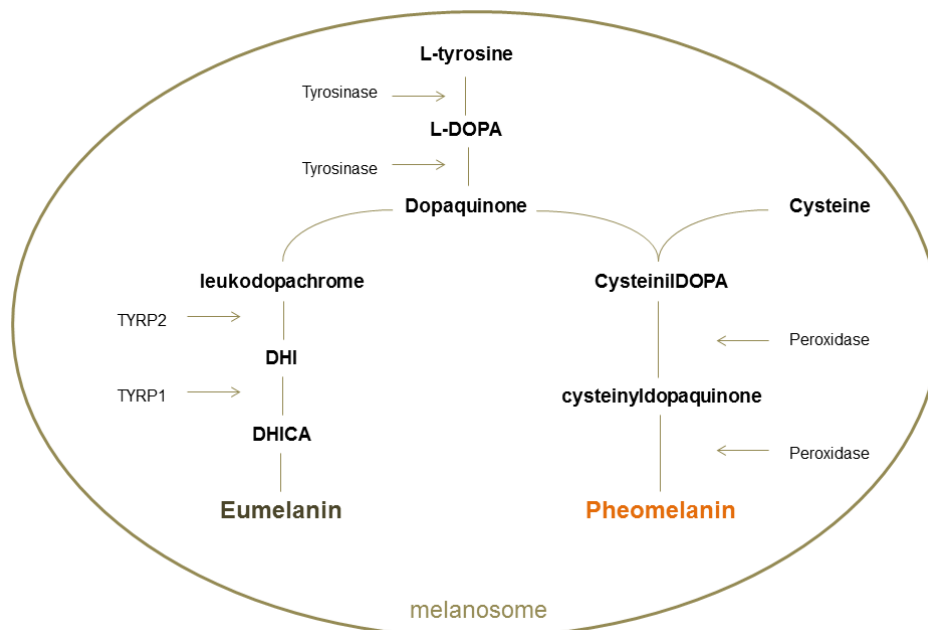 L-tyrosine
Tyrosinase
L-DOPA
Tyrosinase
Dopaquinone
Cysteine
leukodopachrome
CysteinilDOPA
TYRP2
Peroxidase
DHI
TYRP1
cysteinyldopaquinone
DHICA
Peroxidase
Eumelanin
Pheomelanin
melanosome